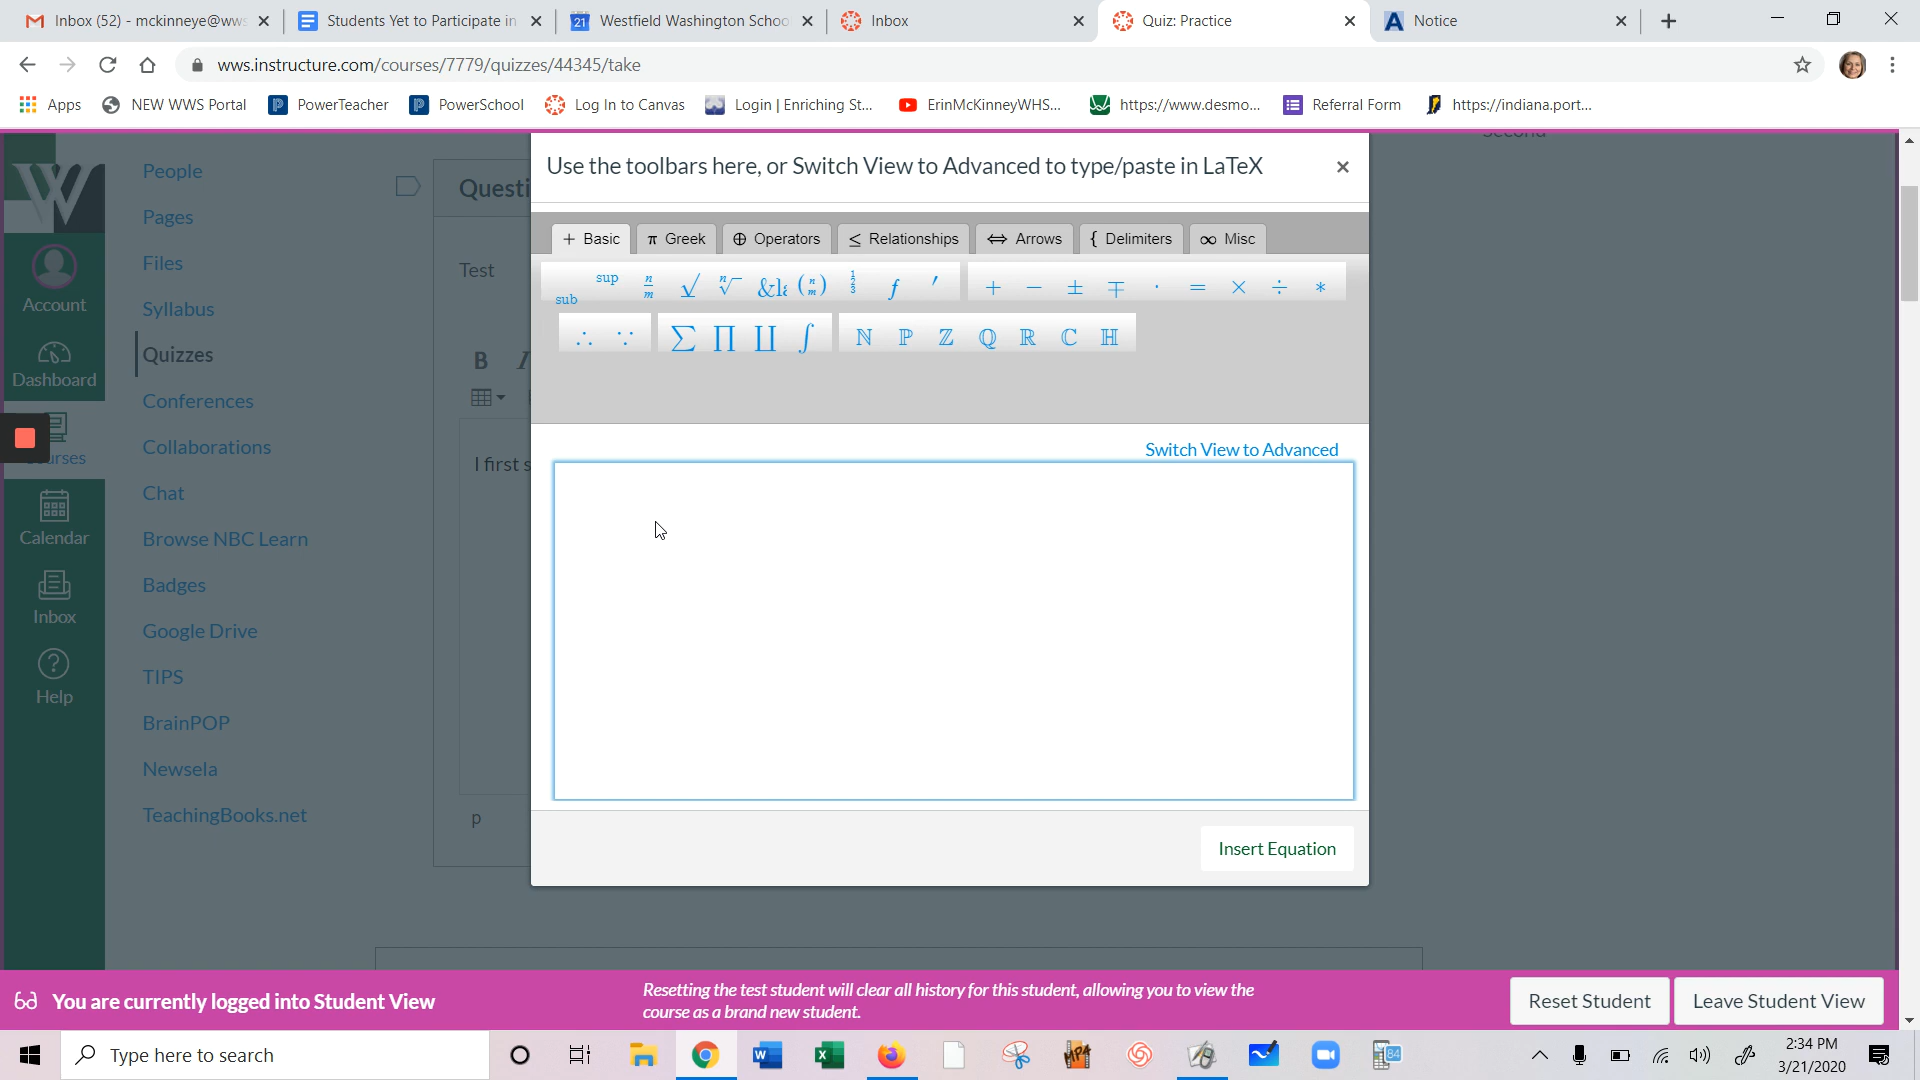 Inbox (52) - mckinneye@wws
Students Yet to Participate in
21
Westfield Washington Schoo
Inbox
Quiz: Practice
Notice
wws.instructure.com/courses/7779/quizzes/44345/take
Apps
NEW WWS Portal
PowerTeacher
PowerSchool
Log In to Canvas
Login | Enriching St...
ErinMcKinneyWHS...
https://www.desmo...
Referral Form
https://indiana.port...
Use the toolbars here, or Switch View to Advanced to type/paste in LaTeX
+ Basic
π Greek
⊕ Operators
≤ Relationships
⇔ Arrows
{ Delimiters
∞ Misc
sub
sup
n/m
√
n√
&la
(n m)
f
′
+ − ± ∓ · = × ÷ *
∴ ∵
∑ ∏ ∐ ∫
ℕ ℙ ℤ ℚ ℝ ℂ ℍ
Switch View to Advanced
Insert Equation
Account
Dashboard
urses
Calendar
Inbox
Help
People
Pages
Files
Syllabus
Quizzes
Conferences
Collaborations
Chat
Browse NBC Learn
Badges
Google Drive
TIPS
BrainPOP
Newsela
TeachingBooks.net
Questi
Test
B I
I first s
p
You are currently logged into Student View
Resetting the test student will clear all history for this student, allowing you to view the
course as a brand new student.
Reset Student
Leave Student View
Type here to search
84
2:34 PM
3/21/2020